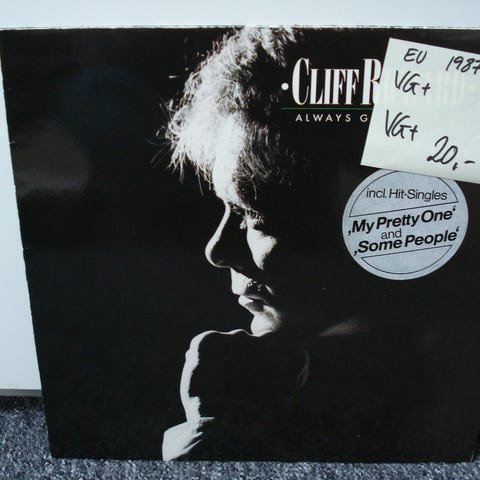 EU 1987
VG+
VG+
20,-
·CLIFF R
ALWAYS G
incl. Hit-Singles
‚My Pretty One‘
and
‚Some People‘